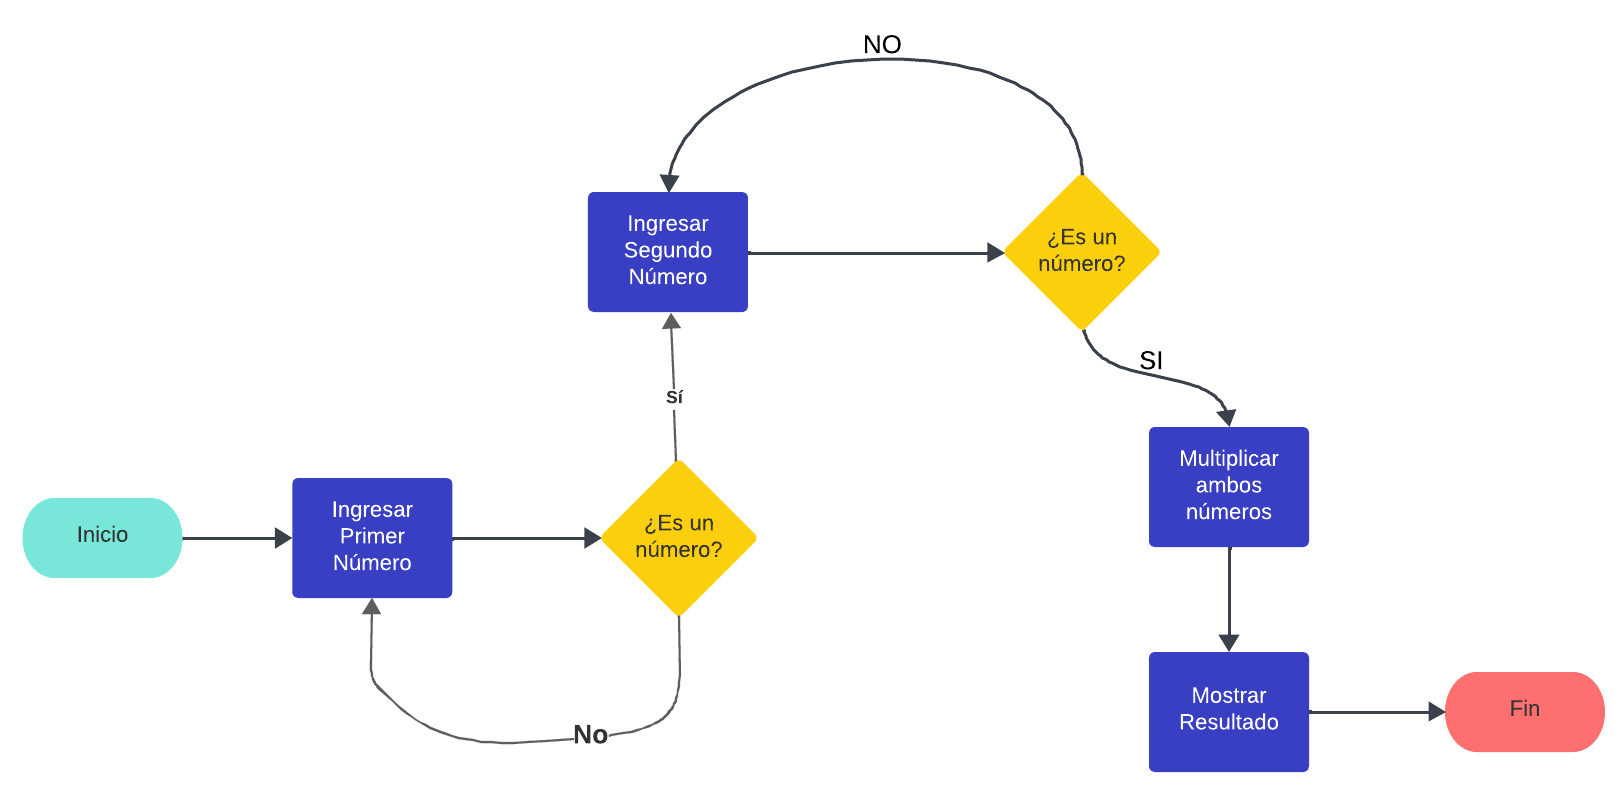 Inicio
Ingresar
Primer
Número
¿Es un
número?
No
Sí
Ingresar
Segundo
Número
¿Es un
número?
NO
SI
Multiplicar
ambos
números
Mostrar
Resultado
Fin